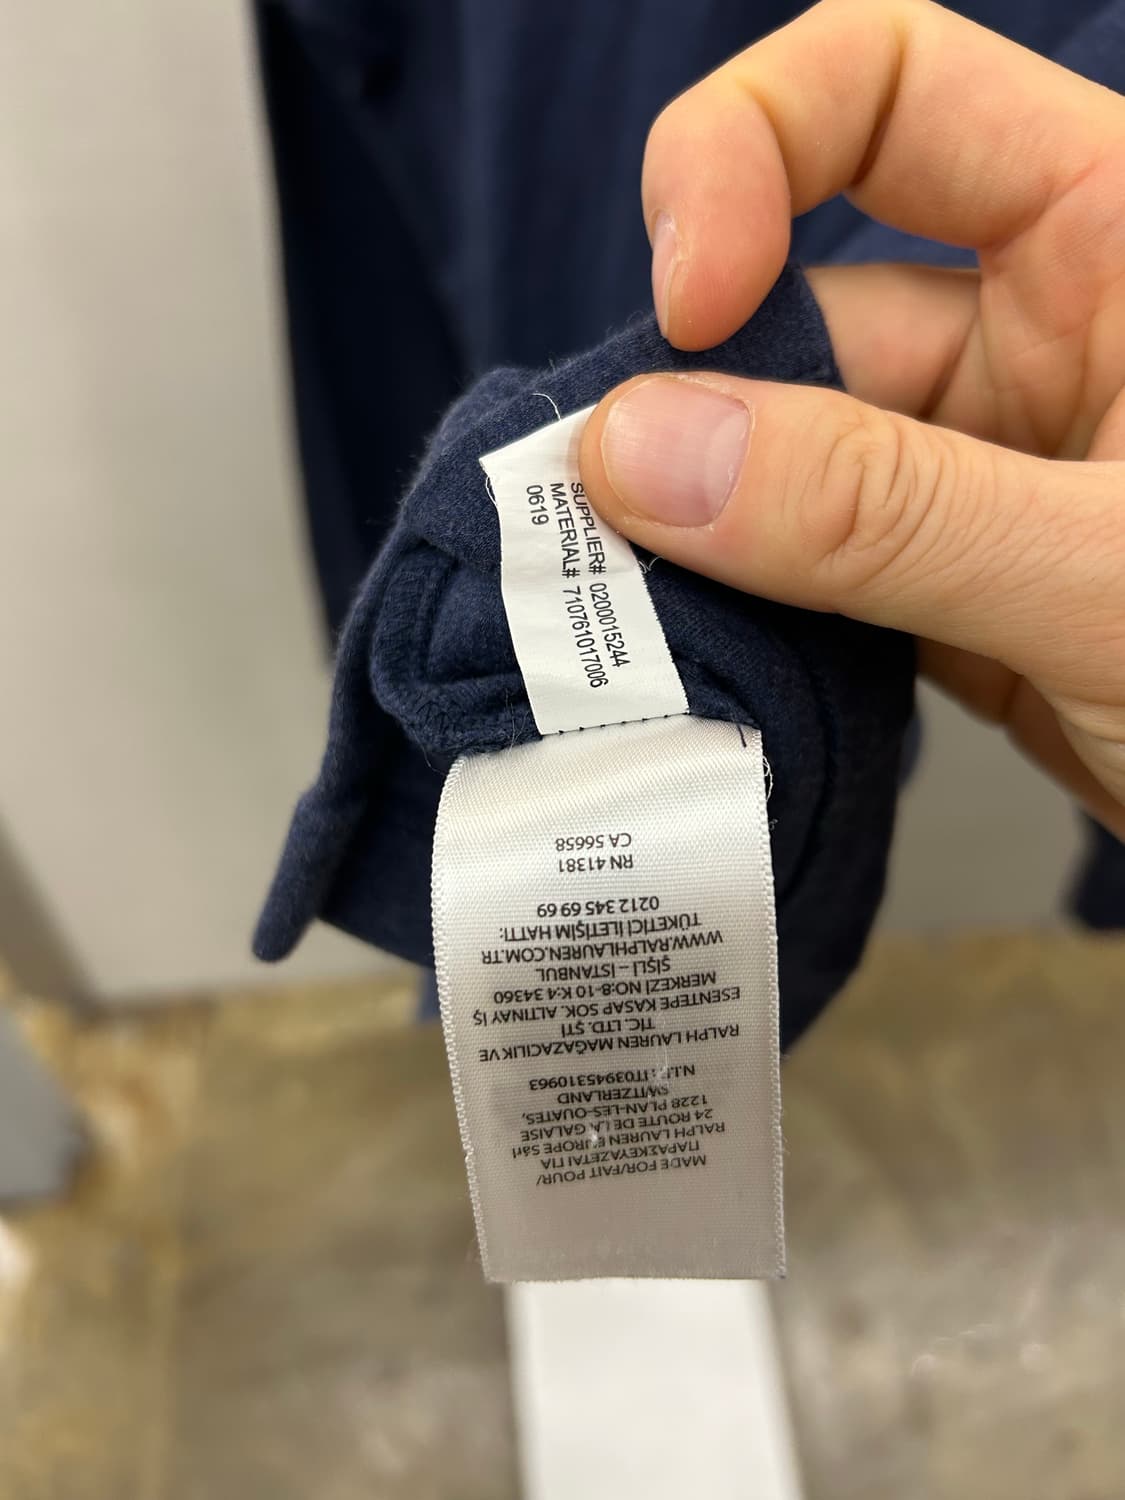 SUPPLIER# 0200015244
MATERIAL# 710761017006
0619
MADE FOR/FAIT POUR/
ΠΑΡΑΣΚΕΥΑΖΕΤΑΙ ΓΙΑ
RALPH LAUREN EUROPE Sàrl
24 ROUTE DE LA GALAISE
1228 PLAN-LES-OUATES,
SWITZERLAND
N.I.F.: IT03945310963
RALPH LAUREN MAĞAZACILIK VE
TİC. LTD. ŞTİ
ESENTEPE KASAP SOK. ALTINAY İŞ
MERKEZİ NO:8-10 K:4 34360
ŞİŞLİ – İSTANBUL
WWW.RALPHLAUREN.COM.TR
TÜKETİCİ İLETİŞİM HATTI:
0212 345 69 69
RN 41381
CA 56658